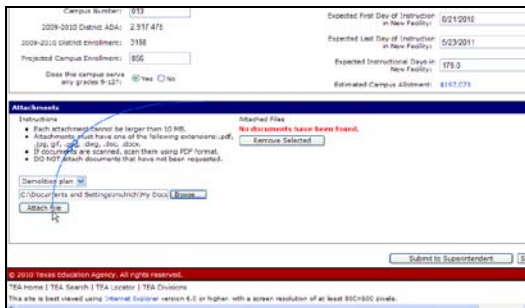 Campus Number: 013
2009-2010 District ADA: 2,917.475
2009-2010 District Enrollment: 3158
Projected Campus Enrollment: 856
Does this campus serve any grades 9-12?: Yes No
Expected First Day of Instruction in New Facility: 8/21/2010
Expected Last Day of Instruction in New Facility: 5/23/2011
Expected Instructional Days in New Facility: 175.0
Estimated Campus Allotment:
Attachments
Instructions
Each attachment cannot be larger than 10 MB.
Attachments must have one of the following extensions: .pdf,
.jpg, .gif, .dwg, .doc, .docx.
If documents are scanned, scan them using PDF format.
DO NOT attach documents that have not been requested.
Attached Files
No documents have been found.
Remove Selected
Demolition plan
C:\Documents and Settings\mulrich\My Docu Browse...
Attach file
Submit to Superintendent
© 2010 Texas Education Agency. All rights reserved.
TEA Home | TEA Search | TEA Locator | TEA Divisions
This site is best viewed using Internet Explorer version 6.0 or higher, with a screen resolution of at least 800x600 pixels.